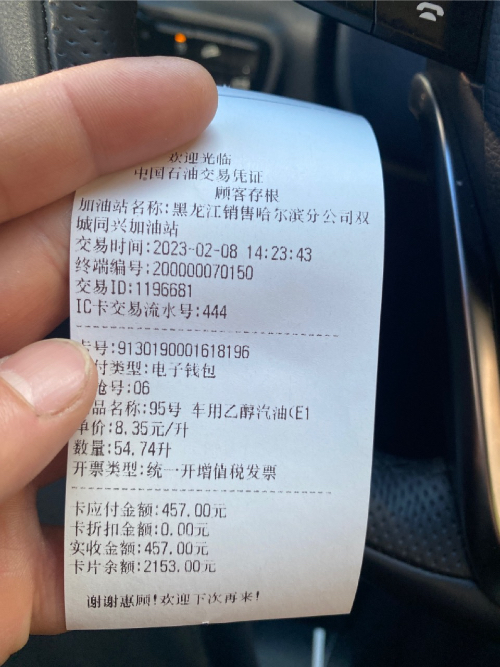 欢迎光临
中国石油交易凭证
顾客存根
加油站名称:黑龙江销售哈尔滨分公司双
城同兴加油站
交易时间:2023-02-08 14:23:43
终端编号:200000070150
交易ID:1196681
IC卡交易流水号:444
卡号:9130190001618196
付类型:电子钱包
枪号:06
品名称:95号 车用乙醇汽油(E1
单价:8.35元/升
数量:54.74升
开票类型:统一开增值税发票
卡应付金额:457.00元
卡折扣金额:0.00元
实收金额:457.00元
卡片余额:2153.00元
谢谢惠顾!欢迎下次再来!